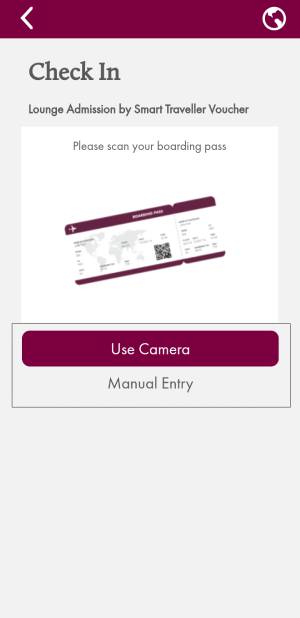 Check In
Lounge Admission by Smart Traveller Voucher
Please scan your boarding pass
BOARDING PASS
Use Camera
Manual Entry